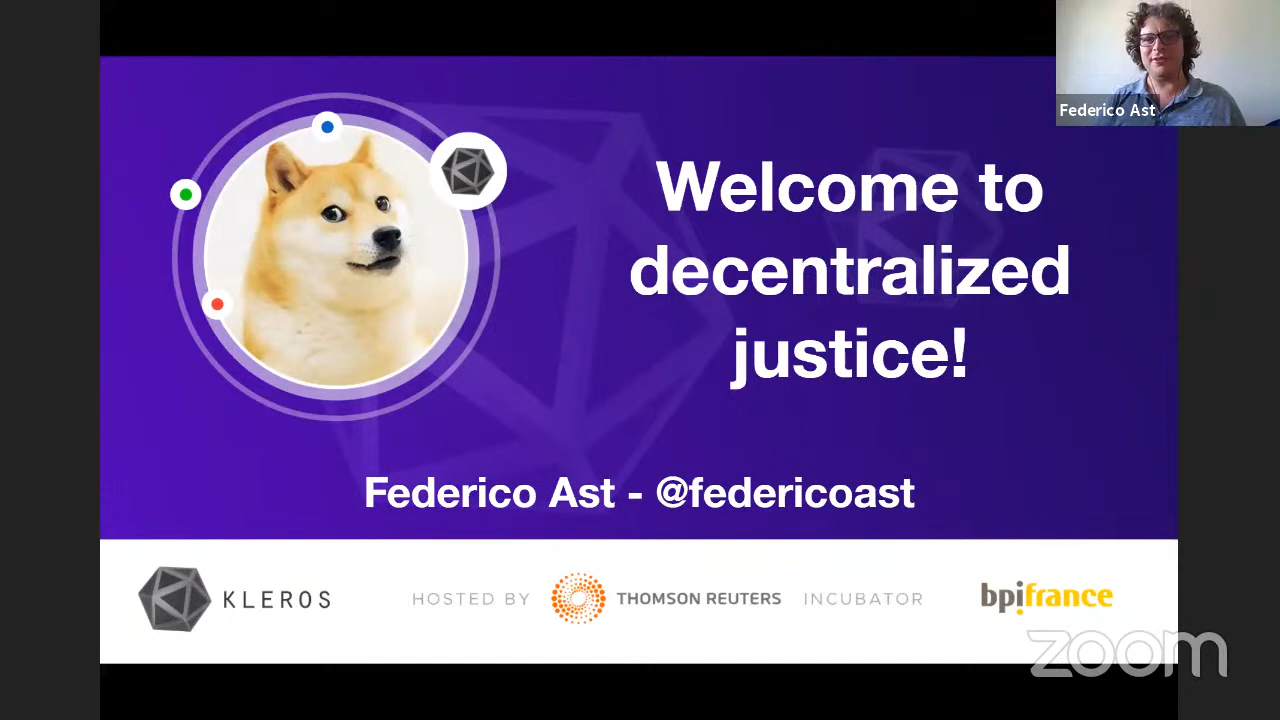 Federico Ast
Welcome to
decentralized
justice!
Federico Ast - @federicoast
KLEROS
HOSTED BY THOMSON REUTERS INCUBATOR
bpifrance
zoom